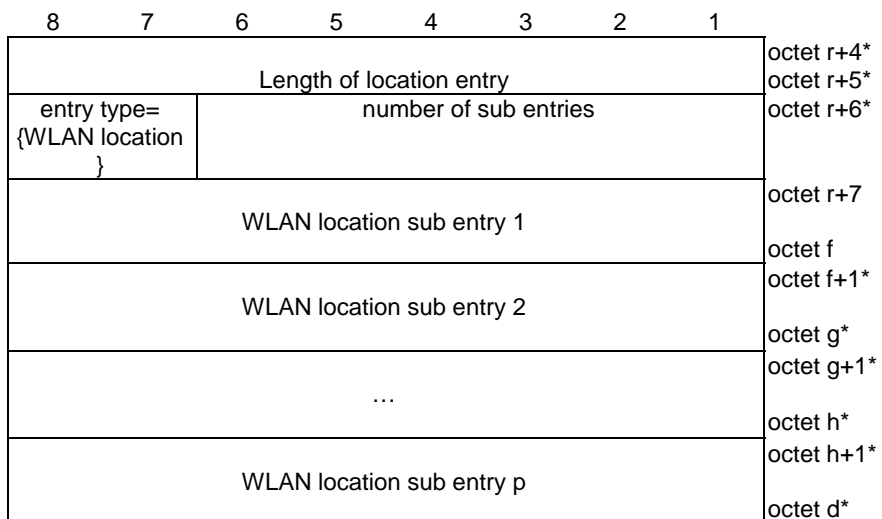 8 7 6 5 4 3 2 1
octet r+4*
Length of location entry octet r+5*
entry type= number of sub entries octet r+6*
{WLAN location
}
octet r+7
WLAN location sub entry 1
octet f
octet f+1*
WLAN location sub entry 2
octet g*
octet g+1*
…
octet h*
octet h+1*
WLAN location sub entry p
octet d*